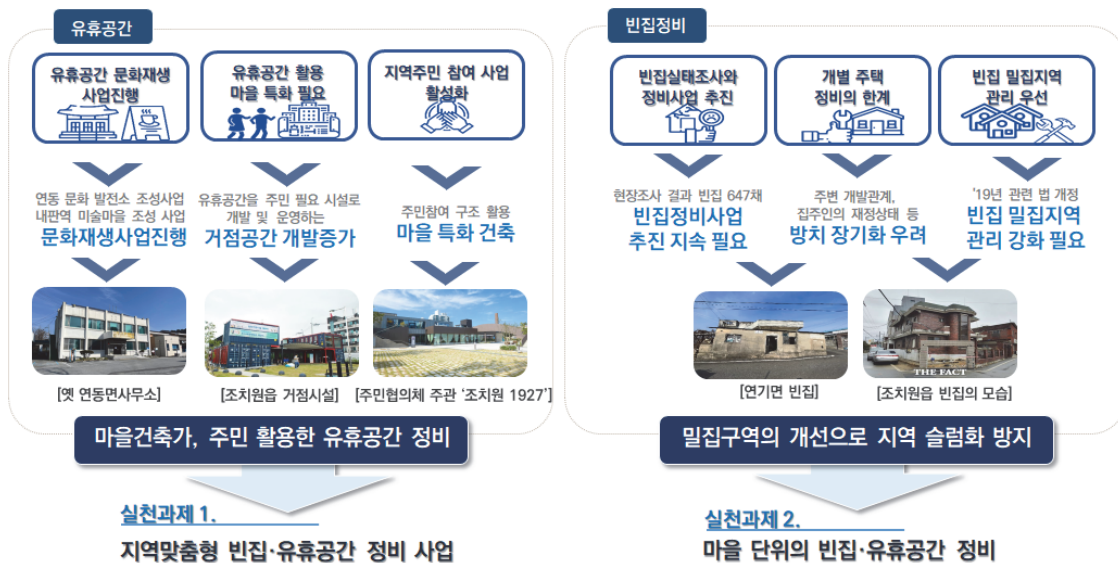 유휴공간
유휴공간 문화재생
사업진행
유휴공간 활용
마을 특화 필요
지역주민 참여 사업
활성화
연동 문화 발전소 조성사업
내판역 미술마을 조성 사업
문화재생사업진행
유휴공간을 주민 필요 시설로
개발 및 운영하는
거점공간 개발증가
주민참여 구조 활용
마을 특화 건축
[옛 연동면사무소]
[조치원읍 거점시설]
[주민협의체 주관 '조치원 1927']
마을건축가, 주민 활용한 유휴공간 정비
실천과제 1.
지역맞춤형 빈집·유휴공간 정비 사업
빈집정비
빈집실태조사와
정비사업 추진
개별 주택
정비의 한계
빈집 밀집지역
관리 우선
현장조사 결과 빈집 647채
빈집정비사업
추진 지속 필요
주변 개발관계,
집주인의 재정상태 등
방치 장기화 우려
'19년 관련 법 개정
빈집 밀집지역
관리 강화 필요
THE FACT
[연기면 빈집]
[조치원읍 빈집의 모습]
밀집구역의 개선으로 지역 슬럼화 방지
실천과제 2.
마을 단위의 빈집·유휴공간 정비